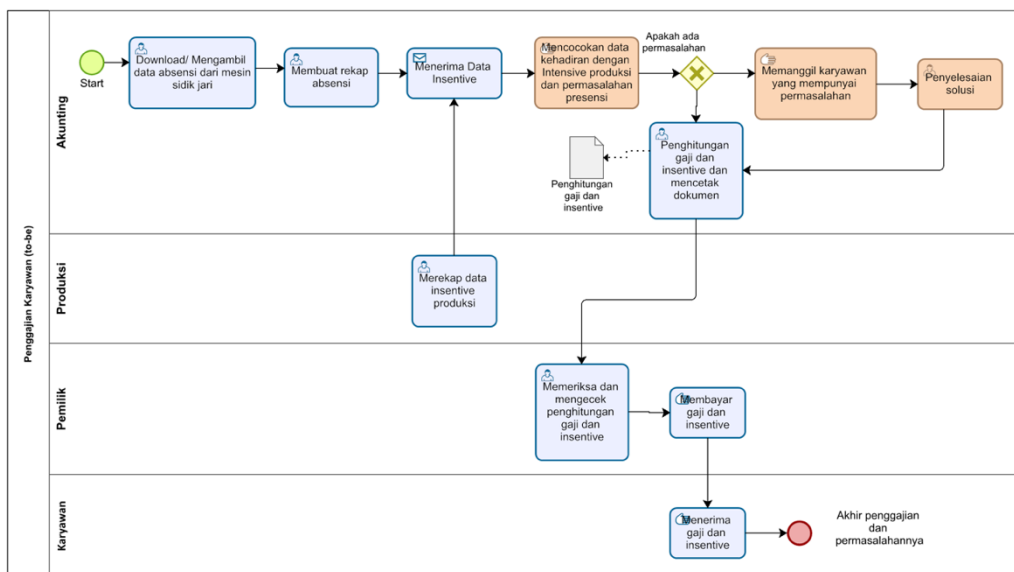 Penggajian Karyawan (to-be)
Akunting
Start
Download/ Mengambil
data absensi dari mesin
sidik jari
Membuat rekap
absensi
Menerima Data
Insentive
Mencocokan data
kehadiran dengan
Intensive produksi
dan permasalahan
presensi
Apakah ada
permasalahan
Memanggil karyawan
yang mempunyai
permasalahan
Penyelesaian
solusi
Penghitungan
gaji dan
insentive dan
mencetak
dokumen
Penghitungan
gaji dan
insentive
Produksi
Merekap data
insentive
produksi
Pemilik
Memeriksa dan
mengecek
penghitungan
gaji dan
insentive
Membayar
gaji dan
insentive
Karyawan
Menerima
gaji dan
insentive
Akhir penggajian
dan
permasalahannya